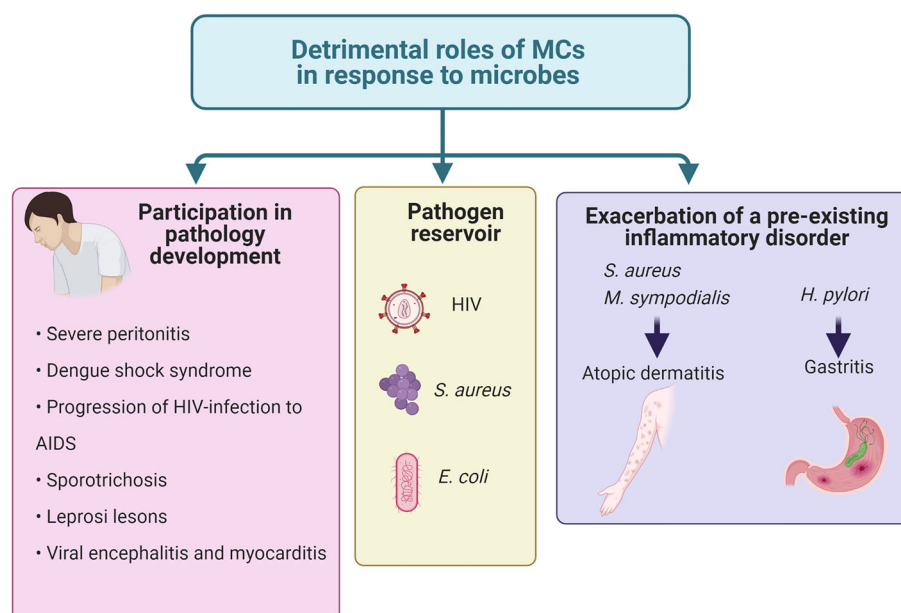 Detrimental roles of MCs
in response to microbes
Participation in
pathology
development
• Severe peritonitis
• Dengue shock syndrome
• Progression of HIV-infection to
AIDS
• Sporotrichosis
• Leprosi lesions
• Viral encephalitis and myocarditis
Pathogen
reservoir
HIV
S. aureus
E. coli
Exacerbation of a pre-existing
inflammatory disorder
S. aureus
M. sympodialis
Atopic dermatitis
H. pylori
Gastritis